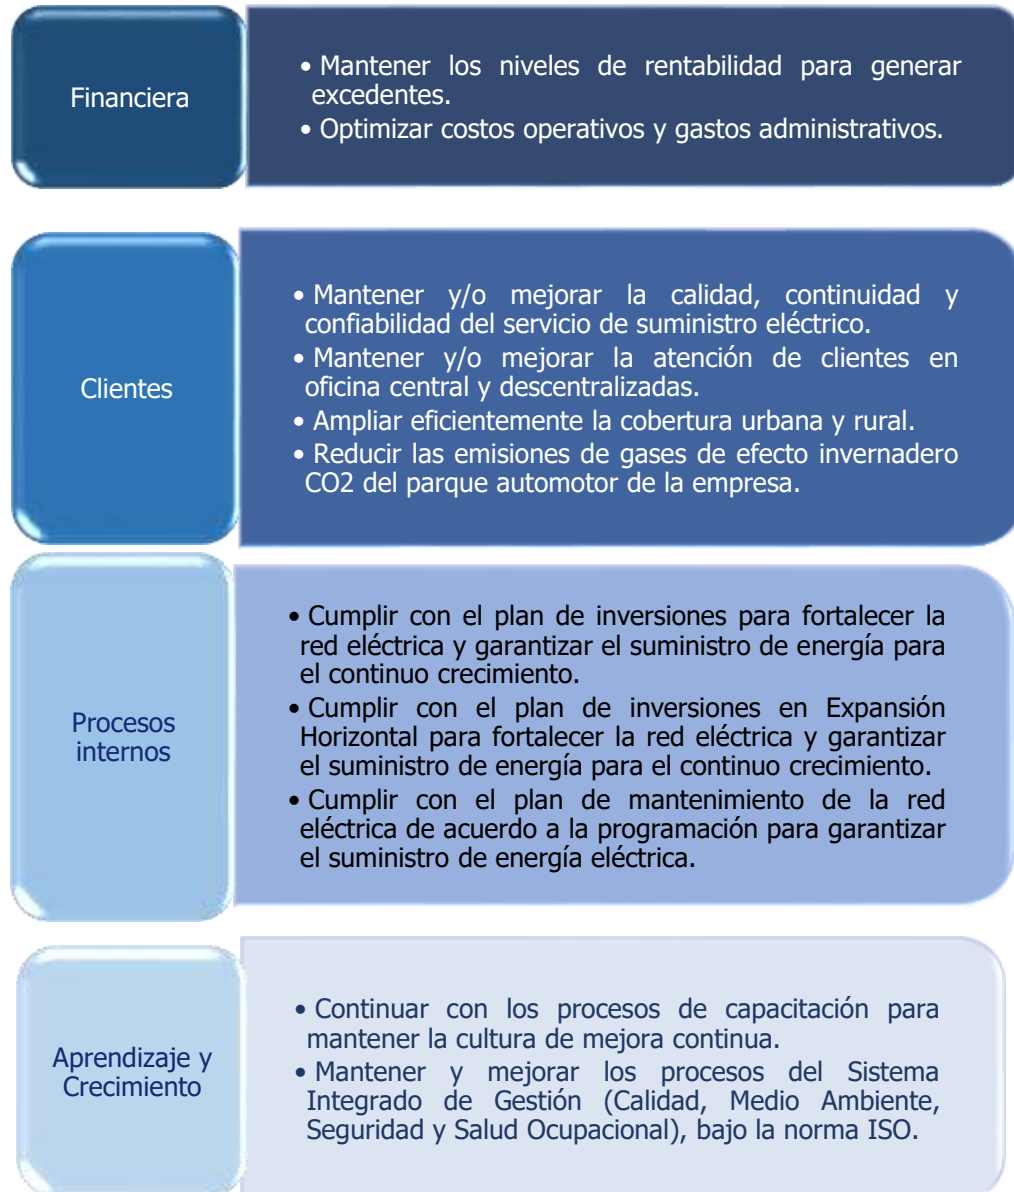 Financiera
• Mantener los niveles de rentabilidad para generar
excedentes.
• Optimizar costos operativos y gastos administrativos.
Clientes
• Mantener y/o mejorar la calidad, continuidad y
confiabilidad del servicio de suministro eléctrico.
• Mantener y/o mejorar la atención de clientes en
oficina central y descentralizadas.
• Ampliar eficientemente la cobertura urbana y rural.
• Reducir las emisiones de gases de efecto invernadero
CO2 del parque automotor de la empresa.
Procesos
internos
• Cumplir con el plan de inversiones para fortalecer la
red eléctrica y garantizar el suministro de energía para
el continuo crecimiento.
• Cumplir con el plan de inversiones en Expansión
Horizontal para fortalecer la red eléctrica y garantizar
el suministro de energía para el continuo crecimiento.
• Cumplir con el plan de mantenimiento de la red
eléctrica de acuerdo a la programación para garantizar
el suministro de energía eléctrica.
Aprendizaje y
Crecimiento
• Continuar con los procesos de capacitación para
mantener la cultura de mejora continua.
• Mantener y mejorar los procesos del Sistema
Integrado de Gestión (Calidad, Medio Ambiente,
Seguridad y Salud Ocupacional), bajo la norma ISO.